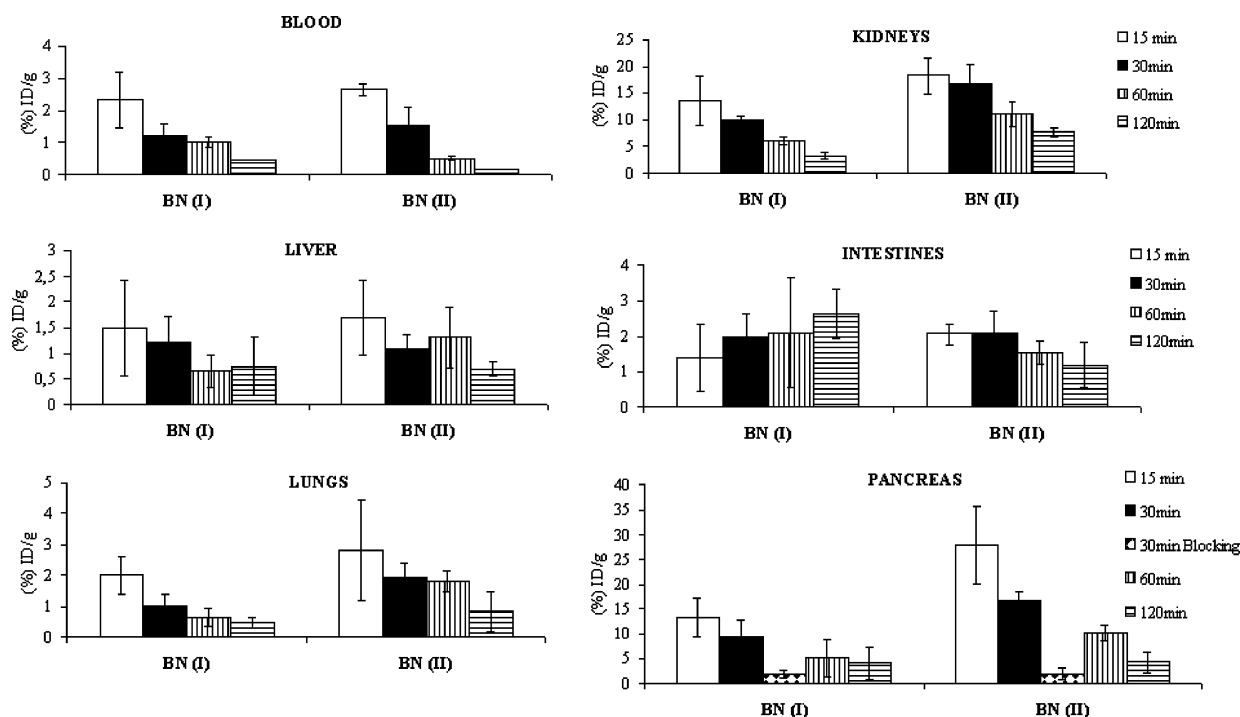 BLOOD
(%) ID/g
4
3
2
1
0
BN (I)
BN (II)
KIDNEYS
(%) ID/g
25
20
15
10
5
0
BN (I)
BN (II)
15 min
30min
60min
120min
LIVER
(%) ID/g
3
2,5
2
1,5
1
0,5
0
BN (I)
BN (II)
INTESTINES
(%) ID/g
4
3
2
1
0
BN (I)
BN (II)
15 min
30min
60min
120min
LUNGS
(%) ID/g
5
4
3
2
1
0
BN (I)
BN (II)
PANCREAS
(%) ID/g
40
35
30
25
20
15
10
5
0
BN (I)
BN (II)
15 min
30min
30min Blocking
60min
120min